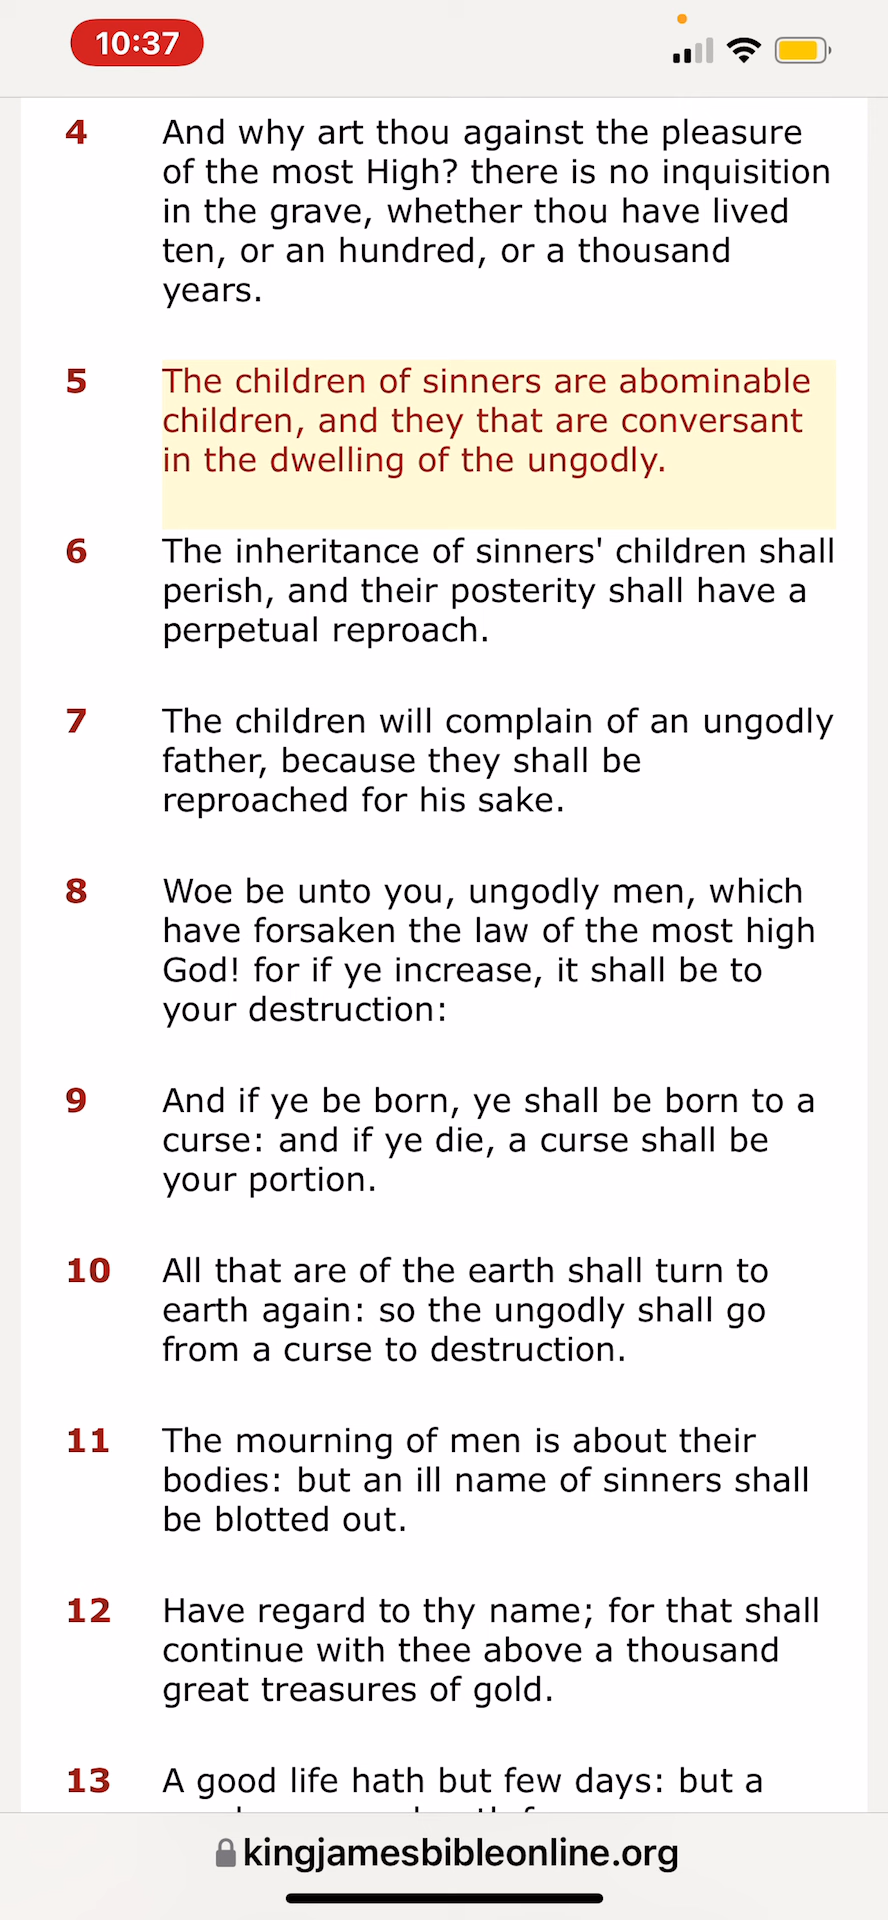 10:37
4 And why art thou against the pleasure
of the most High? there is no inquisition
in the grave, whether thou have lived
ten, or an hundred, or a thousand
years.
5 The children of sinners are abominable
children, and they that are conversant
in the dwelling of the ungodly.
6 The inheritance of sinners' children shall
perish, and their posterity shall have a
perpetual reproach.
7 The children will complain of an ungodly
father, because they shall be
reproached for his sake.
8 Woe be unto you, ungodly men, which
have forsaken the law of the most high
God! for if ye increase, it shall be to
your destruction:
9 And if ye be born, ye shall be born to a
curse: and if ye die, a curse shall be
your portion.
10 All that are of the earth shall turn to
earth again: so the ungodly shall go
from a curse to destruction.
11 The mourning of men is about their
bodies: but an ill name of sinners shall
be blotted out.
12 Have regard to thy name; for that shall
continue with thee above a thousand
great treasures of gold.
13 A good life hath but few days: but a
kingjamesbibleonline.org